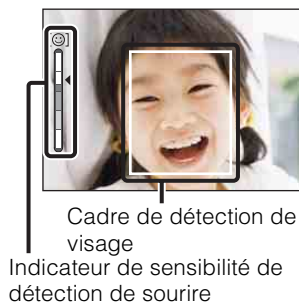 Cadre de détection de
visage
Indicateur de sensibilité de
détection de sourire